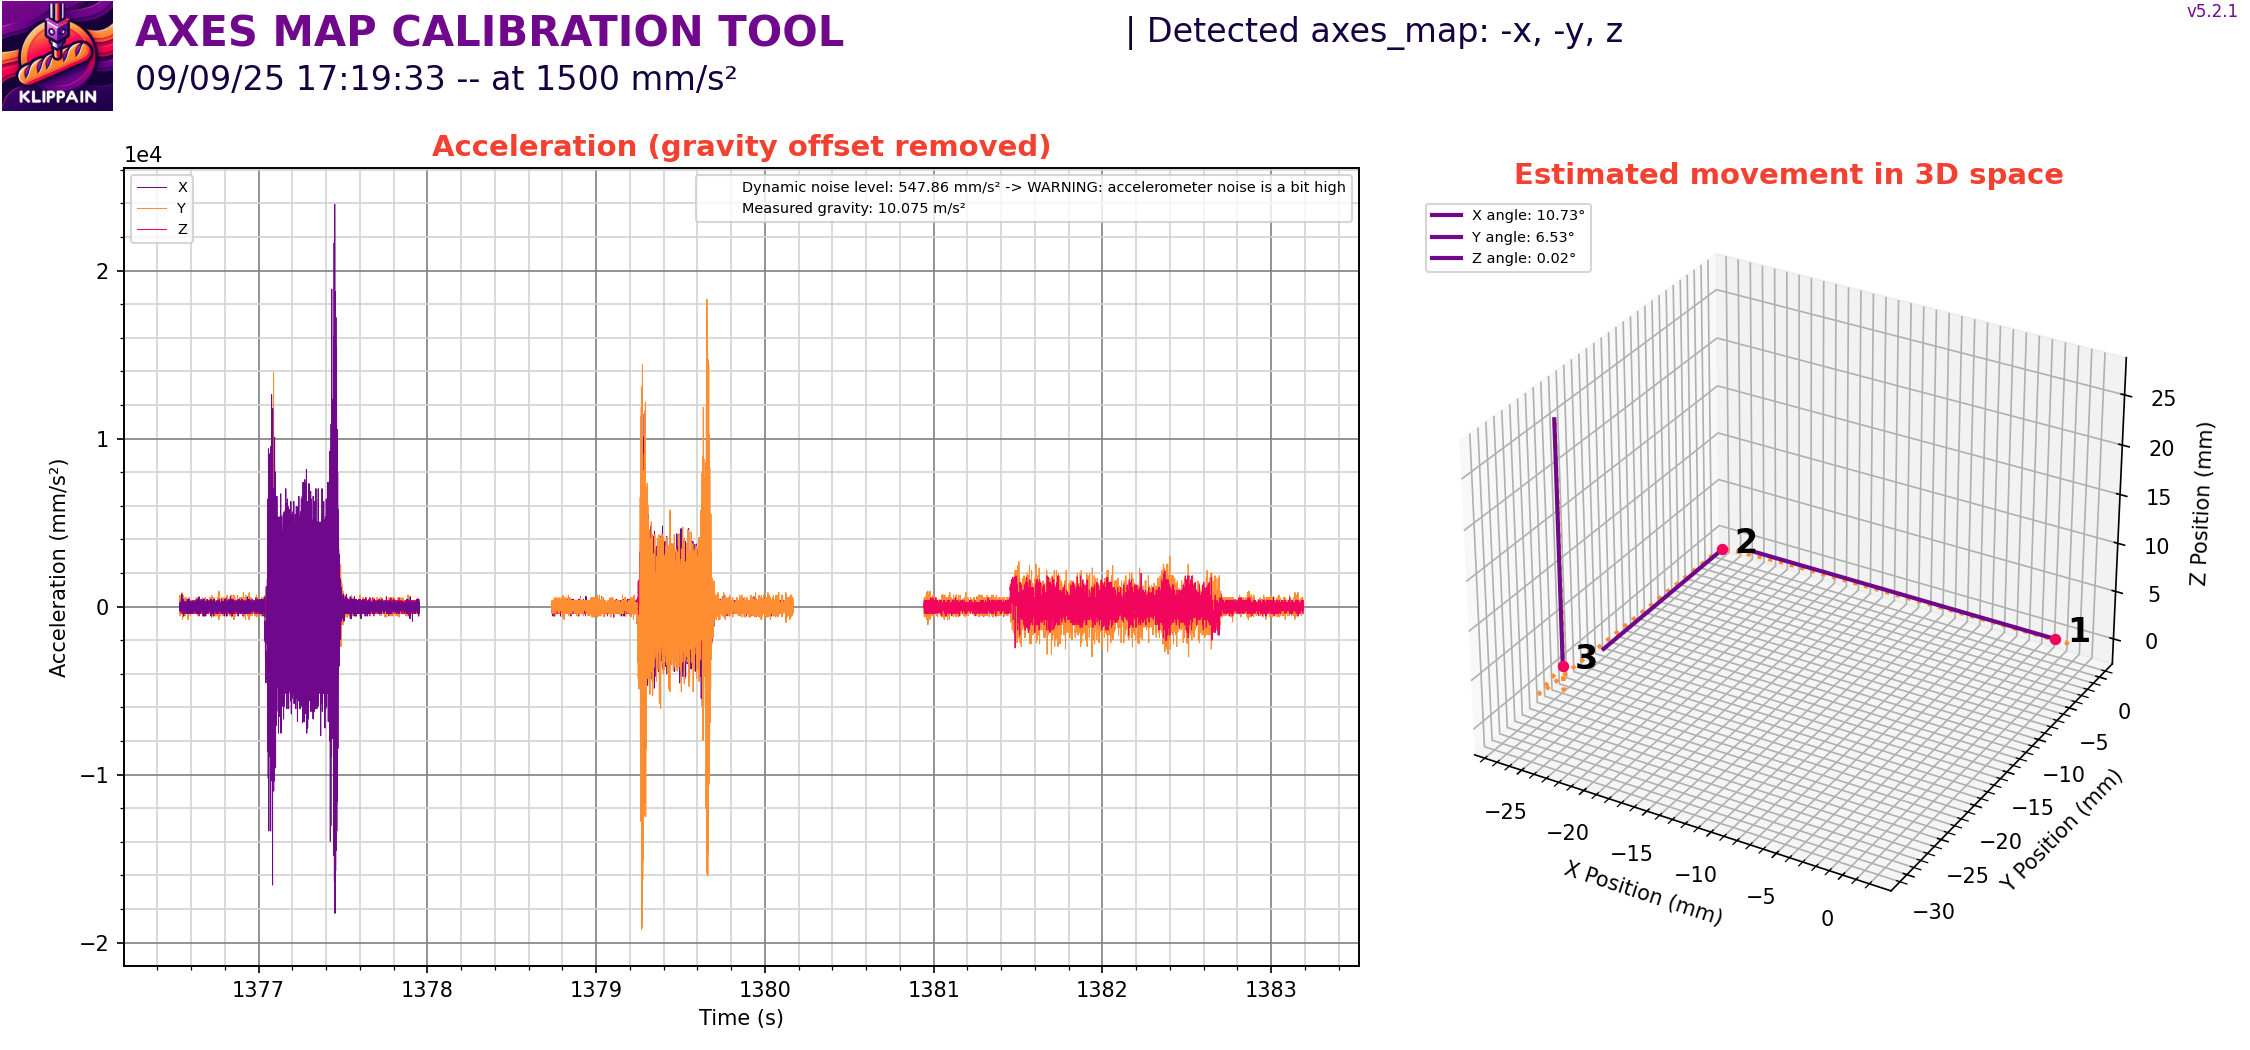 KLIPPAIN
AXES MAP CALIBRATION TOOL
09/09/25 17:19:33 -- at 1500 mm/s²
| Detected axes_map: -x, -y, z
v5.2.1
Acceleration (gravity offset removed)
1e4
X
Y
Z
Dynamic noise level: 547.86 mm/s² -> WARNING: accelerometer noise is a bit high
Measured gravity: 10.075 m/s²
2
1
0
−1
−2
Acceleration (mm/s²)
1377
1378
1379
1380
1381
1382
1383
Time (s)
Estimated movement in 3D space
X angle: 10.73°
Y angle: 6.53°
Z angle: 0.02°
1
2
3
25
20
15
10
5
0
Z Position (mm)
−25
−20
−15
−10
−5
0
X Position (mm)
0
−5
−10
−15
−20
−25
−30
Y Position (mm)